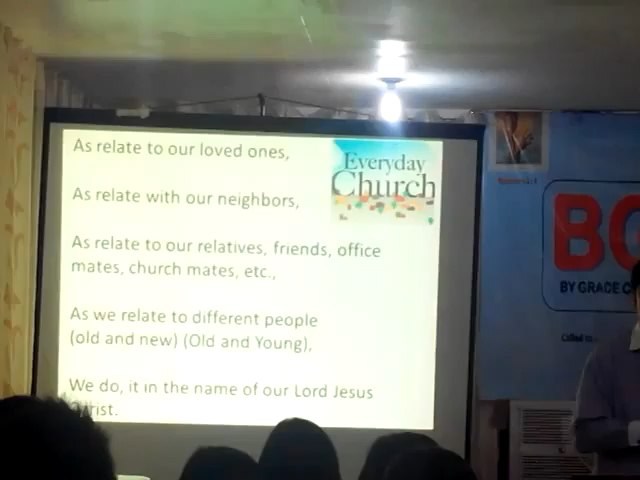 As relate to our loved ones,
Everyday
Church
As relate with our neighbors,
As relate to our relatives, friends, office
mates, church mates, etc.,
As we relate to different people
(old and new) (Old and Young),
We do, it in the name of our Lord Jesus
rist.
BY GRACE C